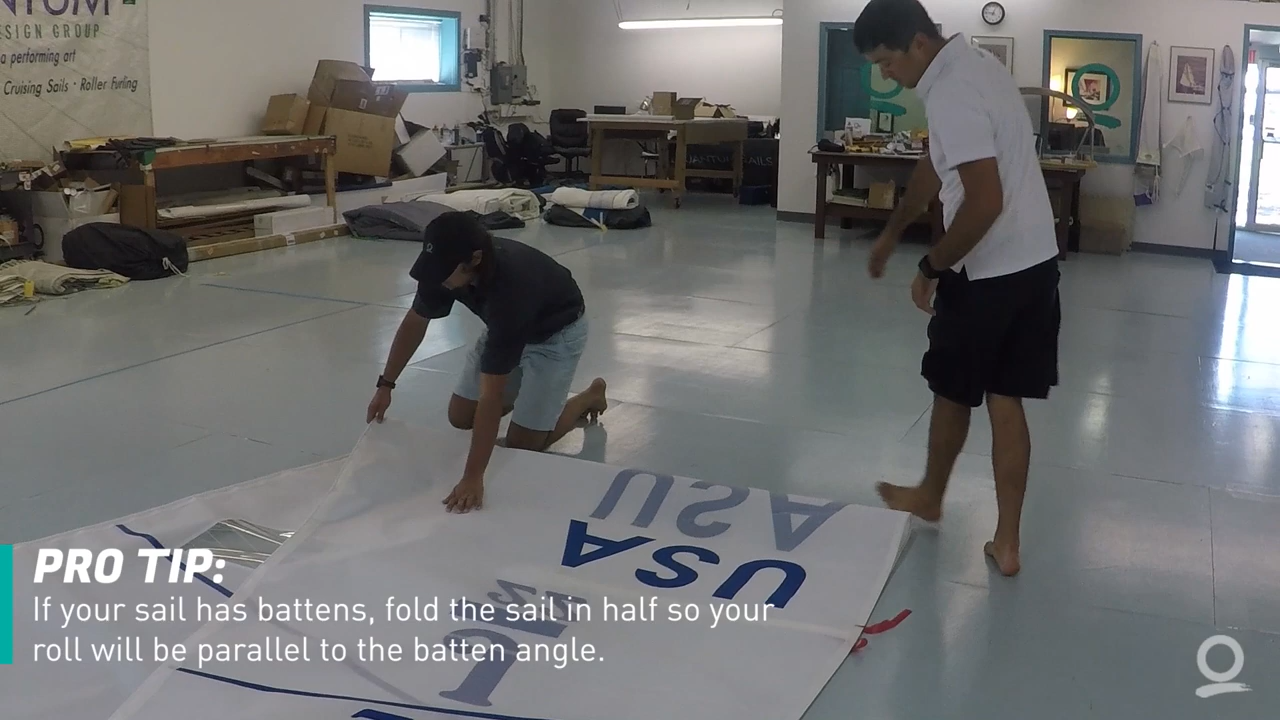 NTUM
ESIGN GROUP
a performing art
Cruising Sails · Roller Furling
USA
USA
PRO TIP:
If your sail has battens, fold the sail in half so your
roll will be parallel to the batten angle.